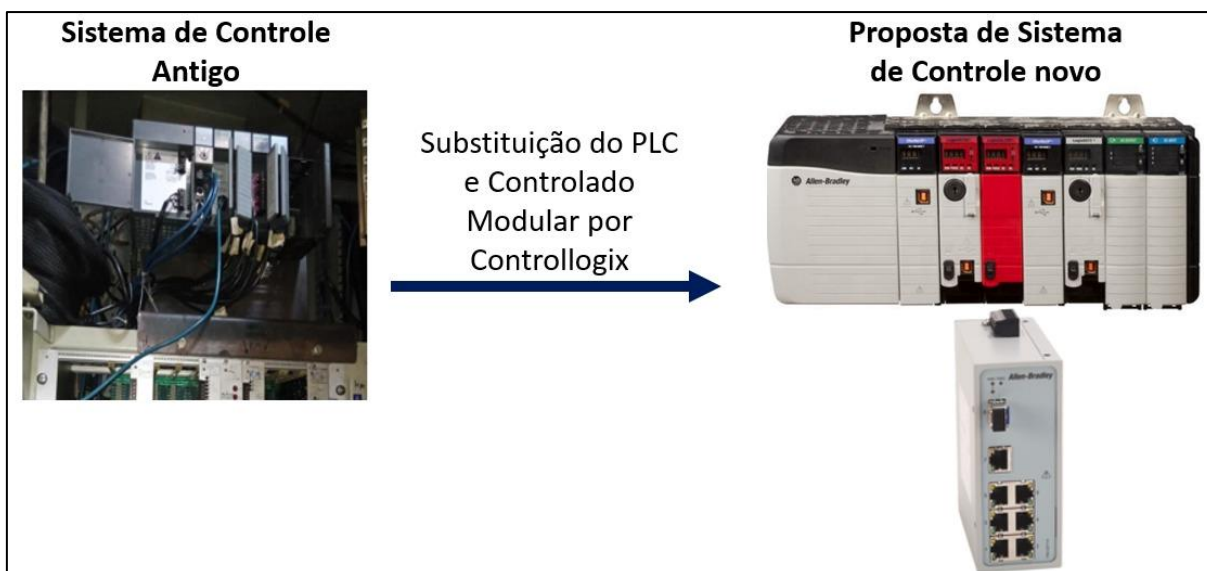 Sistema de Controle
Antigo
Proposta de Sistema
de Controle novo
Substituição do PLC
e Controlado
Modular por
Controllogix
Allen-Bradley
Allen-Bradley